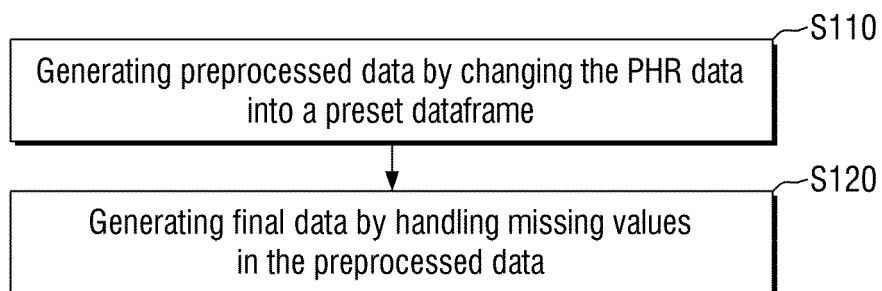 S110
Generating preprocessed data by changing the PHR data
into a preset dataframe
S120
Generating final data by handling missing values
in the preprocessed data